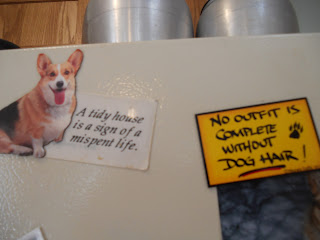 A tidy house
is a sign of a
mispent life.
NO OUTFIT IS
COMPLETE
WITHOUT
DOG HAIR!